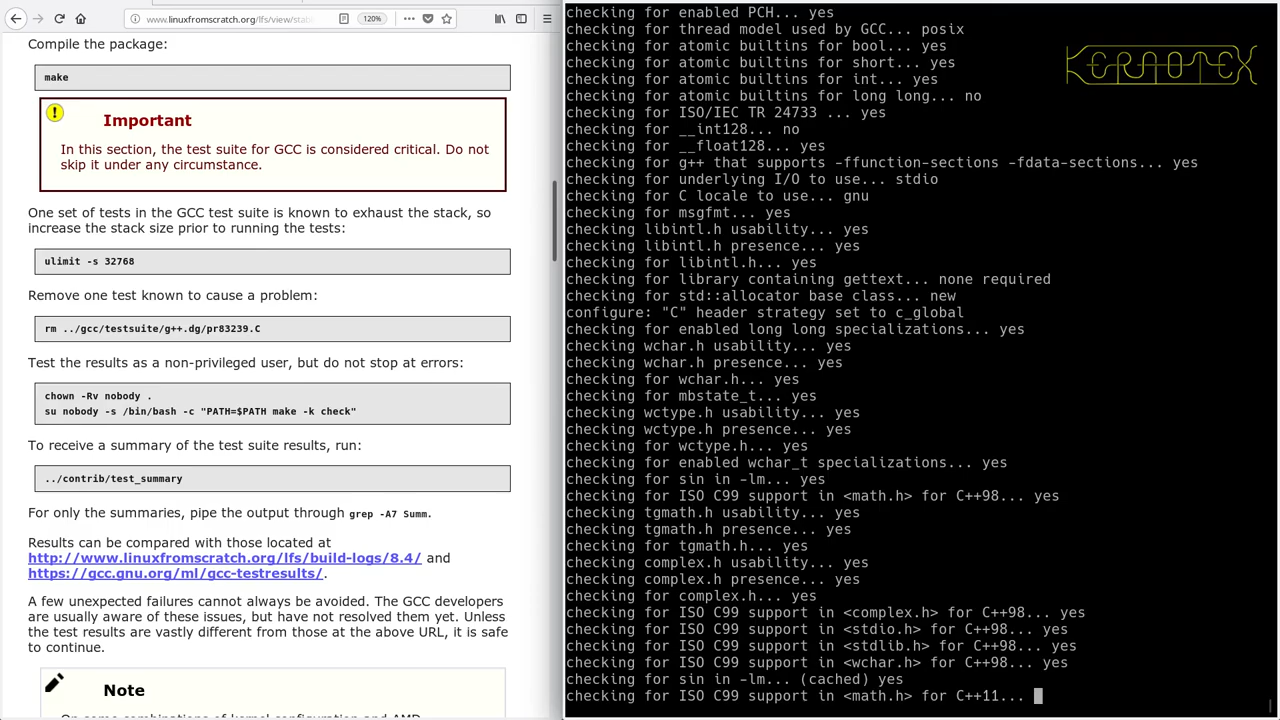 www.linuxfromscratch.org/lfs/view/stab
120%
Compile the package:
make
Important
In this section, the test suite for GCC is considered critical. Do not
skip it under any circumstance.
One set of tests in the GCC test suite is known to exhaust the stack, so
increase the stack size prior to running the tests:
ulimit -s 32768
Remove one test known to cause a problem:
rm ../gcc/testsuite/g++.dg/pr83239.C
Test the results as a non-privileged user, but do not stop at errors:
chown -Rv nobody .
su nobody -s /bin/bash -c "PATH=$PATH make -k check"
To receive a summary of the test suite results, run:
../contrib/test_summary
For only the summaries, pipe the output through grep -A7 Summ.
Results can be compared with those located at
http://www.linuxfromscratch.org/lfs/build-logs/8.4/ and
https://gcc.gnu.org/ml/gcc-testresults/.
A few unexpected failures cannot always be avoided. The GCC developers
are usually aware of these issues, but have not resolved them yet. Unless
the test results are vastly different from those at the above URL, it is safe
to continue.
Note
On some combinations of kernel configuration and AMD
checking for enabled PCH... yes
checking for thread model used by GCC... posix
checking for atomic builtins for bool... yes
checking for atomic builtins for short... yes
checking for atomic builtins for int... yes
checking for atomic builtins for long long... no
checking for ISO/IEC TR 24733 ... yes
checking for __int128... no
checking for __float128... yes
checking for g++ that supports -ffunction-sections -fdata-sections... yes
checking for underlying I/O to use... stdio
checking for C locale to use... gnu
checking for msgfmt... yes
checking libintl.h usability... yes
checking libintl.h presence... yes
checking for libintl.h... yes
checking for library containing gettext... none required
checking for std::allocator base class... new
configure: "C" header strategy set to c_global
checking for enabled long long specializations... yes
checking wchar.h usability... yes
checking wchar.h presence... yes
checking for wchar.h... yes
checking for mbstate_t... yes
checking wctype.h usability... yes
checking wctype.h presence... yes
checking for wctype.h... yes
checking for enabled wchar_t specializations... yes
checking for sin in -lm... yes
checking for ISO C99 support in <math.h> for C++98... yes
checking tgmath.h usability... yes
checking tgmath.h presence... yes
checking for tgmath.h... yes
checking complex.h usability... yes
checking complex.h presence... yes
checking for complex.h... yes
checking for ISO C99 support in <complex.h> for C++98... yes
checking for ISO C99 support in <stdio.h> for C++98... yes
checking for ISO C99 support in <stdlib.h> for C++98... yes
checking for ISO C99 support in <wchar.h> for C++98... yes
checking for sin in -lm... (cached) yes
checking for ISO C99 support in <math.h> for C++11...